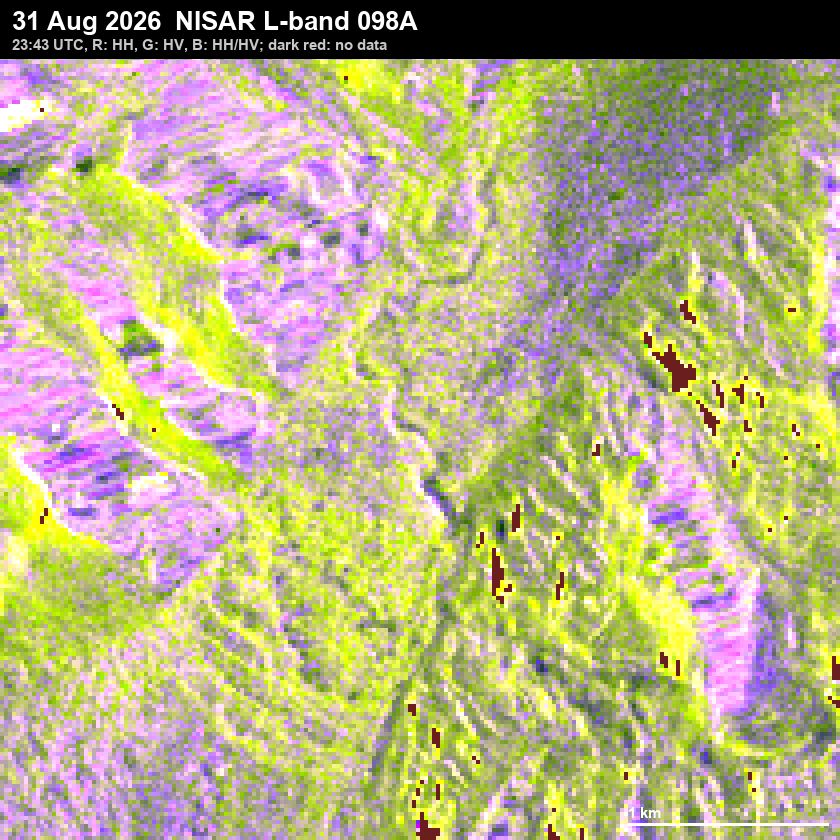 31 Aug 2026  NISAR L-band 098A
23:43 UTC, R: HH, G: HV, B: HH/HV; dark red: no data
1 km